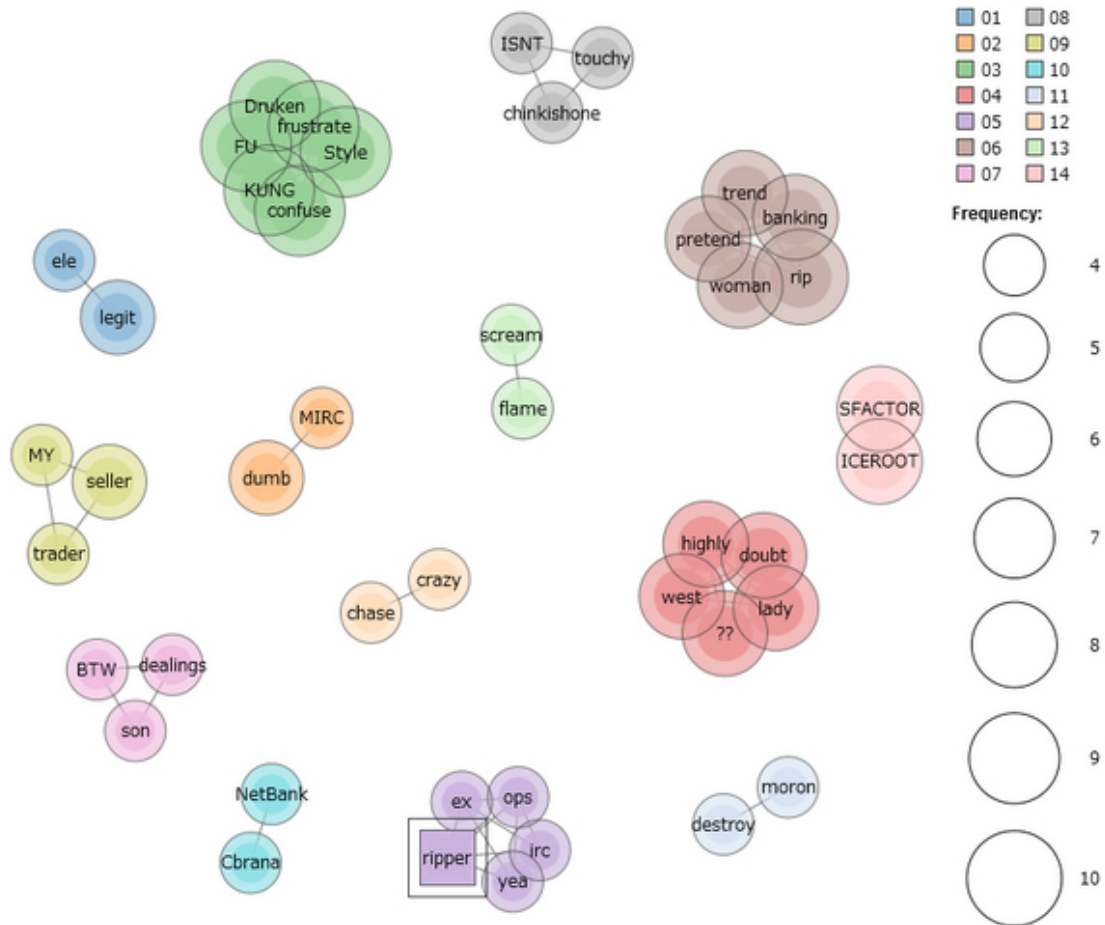 ISNT
touchy
chinkishone
Druken
frustrate
FU
Style
KUNG
confuse
trend
banking
pretend
woman
rip
ele
legit
scream
flame
MIRC
dumb
MY
seller
trader
SFACTOR
ICEROOT
highly
doubt
west
lady
??
crazy
chase
BTW
dealings
son
NetBank
Cbrana
ex
ops
ripper
irc
yea
moron
destroy
01 08
02 09
03 10
04 11
05 12
06 13
07 14
Frequency:
4
5
6
7
8
9
10